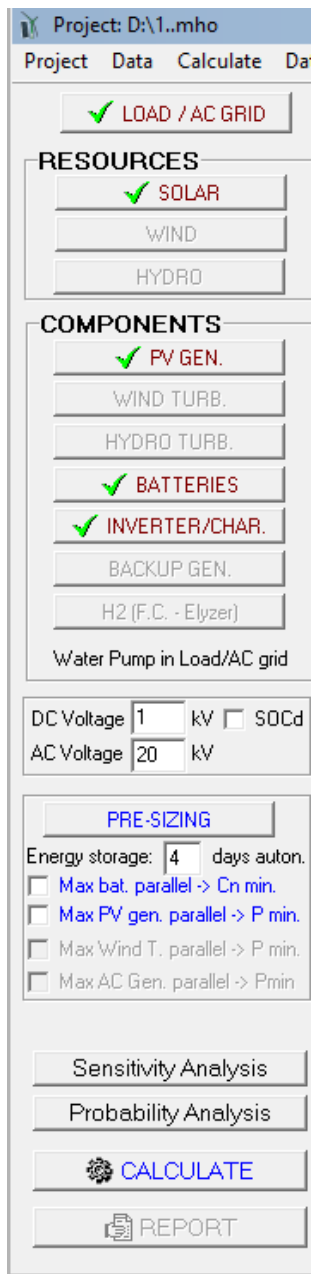 Project: D:\1..mho
Project Data Calculate Da
LOAD / AC GRID
RESOURCES
SOLAR
WIND
HYDRO
COMPONENTS
PV GEN.
WIND TURB.
HYDRO TURB.
BATTERIES
INVERTER/CHAR.
BACKUP GEN.
H2 (F.C. - Elyzer)
Water Pump in Load/AC grid
DC Voltage 1 kV SOCd
AC Voltage 20 kV
PRE-SIZING
Energy storage: 4 days auton.
Max bat. parallel -> Cn min.
Max PV gen. parallel -> P min.
Max Wind T. parallel -> P min.
Max AC Gen. parallel -> Pmin
Sensitivity Analysis
Probability Analysis
CALCULATE
REPORT